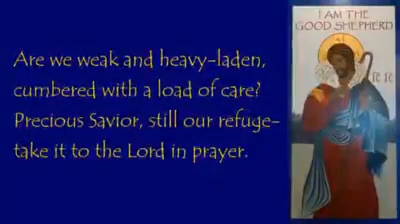 Are we weak and heavy-laden,
cumbered with a load of care?
Precious Savior, still our refuge-
take it to the Lord in prayer.
I AM THE
GOOD SHEPHERD